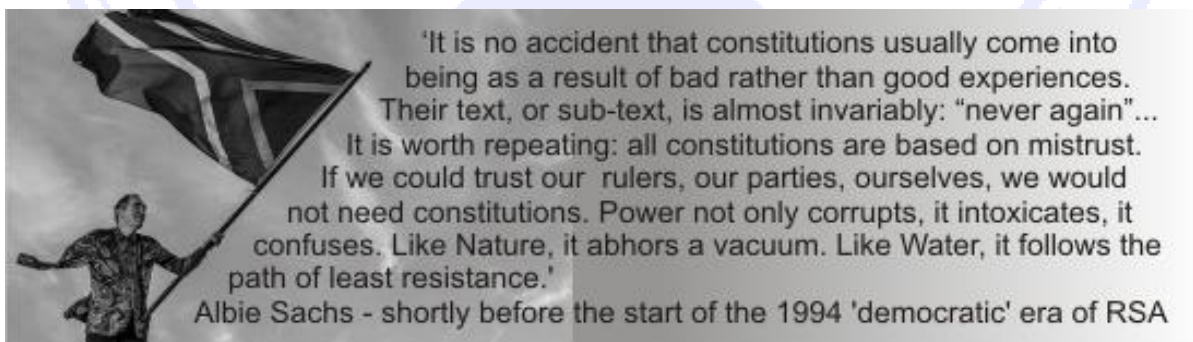 ‘It is no accident that constitutions usually come into
being as a result of bad rather than good experiences.
Their text, or sub-text, is almost invariably: “never again”...
It is worth repeating: all constitutions are based on mistrust.
If we could trust our  rulers, our parties, ourselves, we would
not need constitutions. Power not only corrupts, it intoxicates, it
confuses. Like Nature, it abhors a vacuum. Like Water, it follows the
path of least resistance.'
Albie Sachs - shortly before the start of the 1994 'democratic' era of RSA